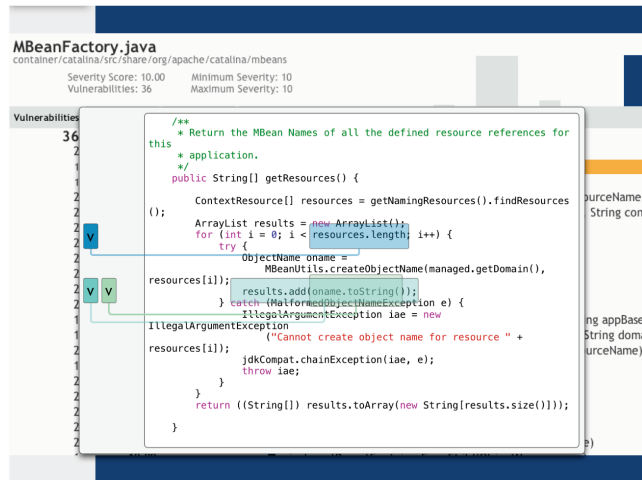 MBeanFactory.java
container/catalina/src/share/org/apache/catalina/mbeans
Severity Score: 10.00 Minimum Severity: 10
Vulnerabilities: 36 Maximum Severity: 10
Vulnerabilities
36
/**
* Return the MBean Names of all the defined resource references for
this
* application.
*/
public String[] getResources() {
ContextResource[] resources = getNamingResources().findResources
();
ArrayList results = new ArrayList();
for (int i = 0; i < resources.length; i++) {
V
try {
ObjectName oname =
MBeanUtils.createObjectName(managed.getDomain(),
resources[i]);
V V
results.add(oname.toString());
} catch (MalformedObjectNameException e) {
IllegalArgumentException iae = new
IllegalArgumentException
("Cannot create object name for resource " +
resources[i]);
jdkCompat.chainException(iae, e);
throw iae;
}
}
return ((String[]) results.toArray(new String[results.size()]));
}
urceName
String con
ng appBase
String doma
urceName)
e)